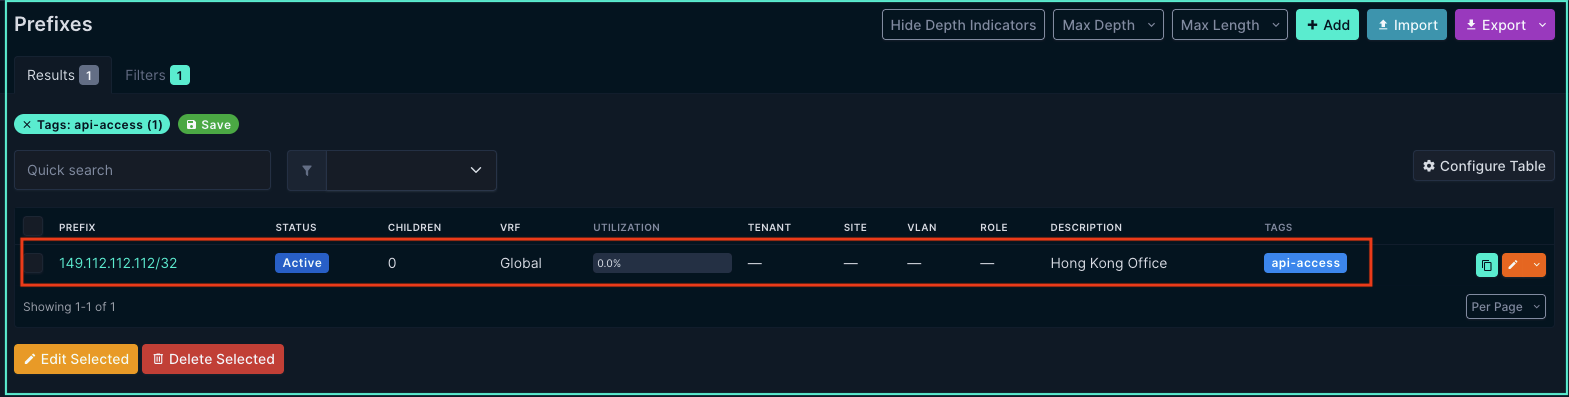 Prefixes
Hide Depth Indicators Max Depth Max Length + Add Import Export
Results 1 Filters 1
× Tags: api-access (1) Save
Quick search
Configure Table
PREFIX STATUS CHILDREN VRF UTILIZATION TENANT SITE VLAN ROLE DESCRIPTION TAGS
149.112.112.112/32 Active 0 Global 0.0% — — — — Hong Kong Office api-access
Showing 1-1 of 1 Per Page
Edit Selected Delete Selected